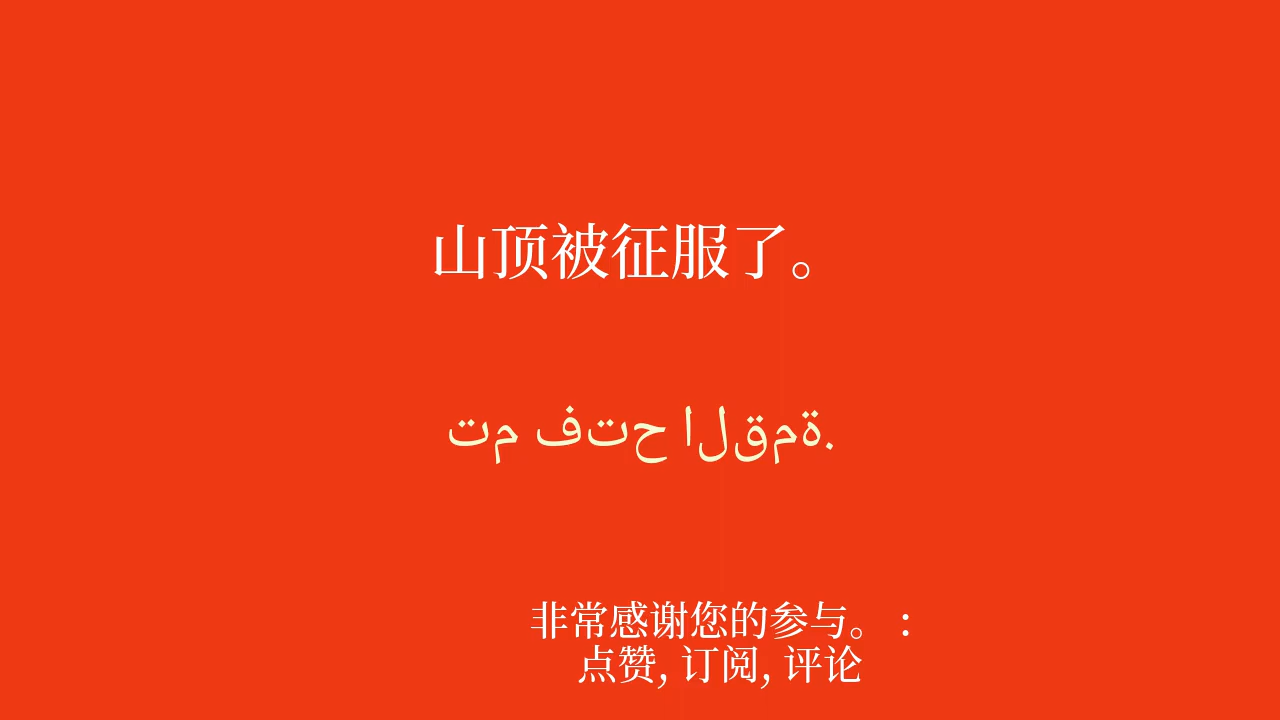 山顶被征服了。
تم فتح القمة.
非常感谢您的参与。 :
点赞, 订阅, 评论